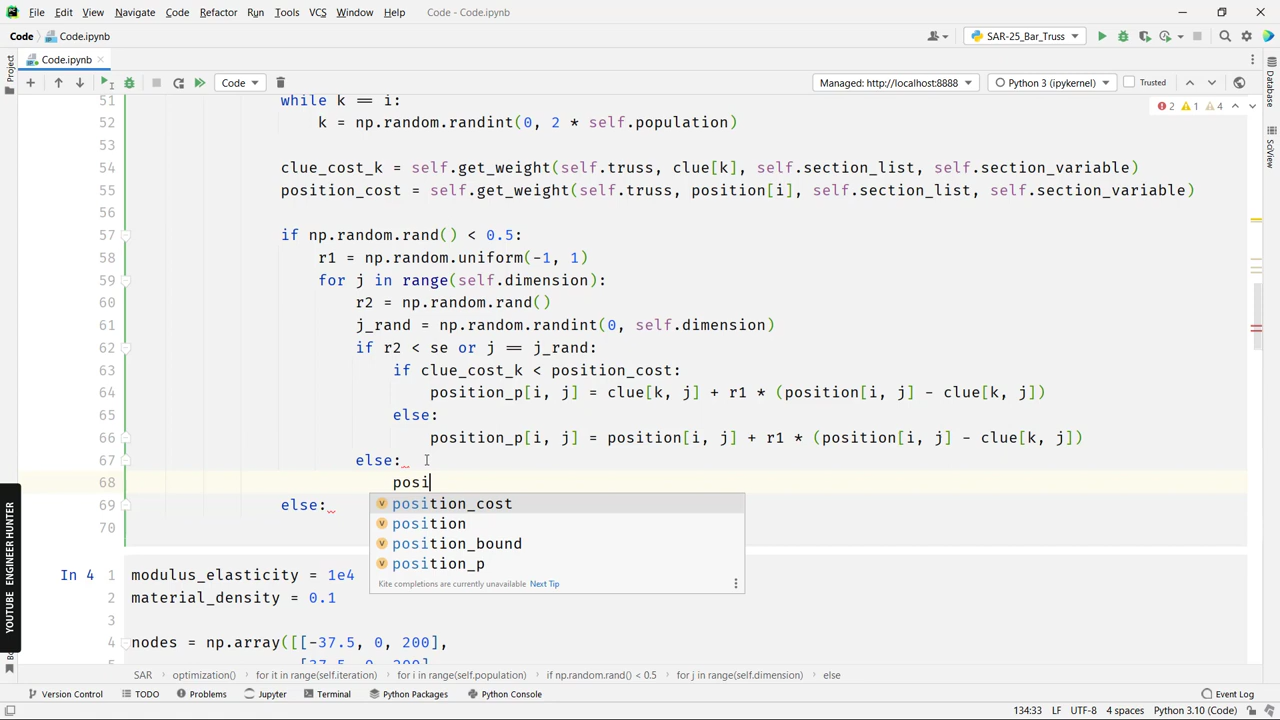 File Edit View Navigate Code Refactor Run Tools VCS Window Help Code - Code.ipynb
Code Code.ipynb SAR-25_Bar_Truss
Code.ipynb
Project
Code Managed: http://localhost:8888 Python 3 (ipykernel) Trusted
Database
SciView
2 1 4
51 while k == i:
52 k = np.random.randint(0, 2 * self.population)
53
54 clue_cost_k = self.get_weight(self.truss, clue[k], self.section_list, self.section_variable)
55 position_cost = self.get_weight(self.truss, position[i], self.section_list, self.section_variable)
56
57 if np.random.rand() < 0.5:
58 r1 = np.random.uniform(-1, 1)
59 for j in range(self.dimension):
60 r2 = np.random.rand()
61 j_rand = np.random.randint(0, self.dimension)
62 if r2 < se or j == j_rand:
63 if clue_cost_k < position_cost:
64 position_p[i, j] = clue[k, j] + r1 * (position[i, j] - clue[k, j])
65 else:
66 position_p[i, j] = position[i, j] + r1 * (position[i, j] - clue[k, j])
67 else:
68 posi
69 else:
70
position_cost
position
position_bound
position_p
Kite completions are currently unavailable Next Tip
In 4 1 modulus_elasticity = 1e4
2 material_density = 0.1
3
4 nodes = np.array([[-37.5, 0, 200],
5 [37.5, 0, 200],
YOUTUBE ENGINEER HUNTER
SAR optimization() for it in range(self.iteration) for i in range(self.population) if np.random.rand() < 0.5 for j in range(self.dimension) else
Version Control TODO Problems Jupyter Terminal Python Packages Python Console Event Log
134:33 LF UTF-8 4 spaces Python 3.10 (Code)